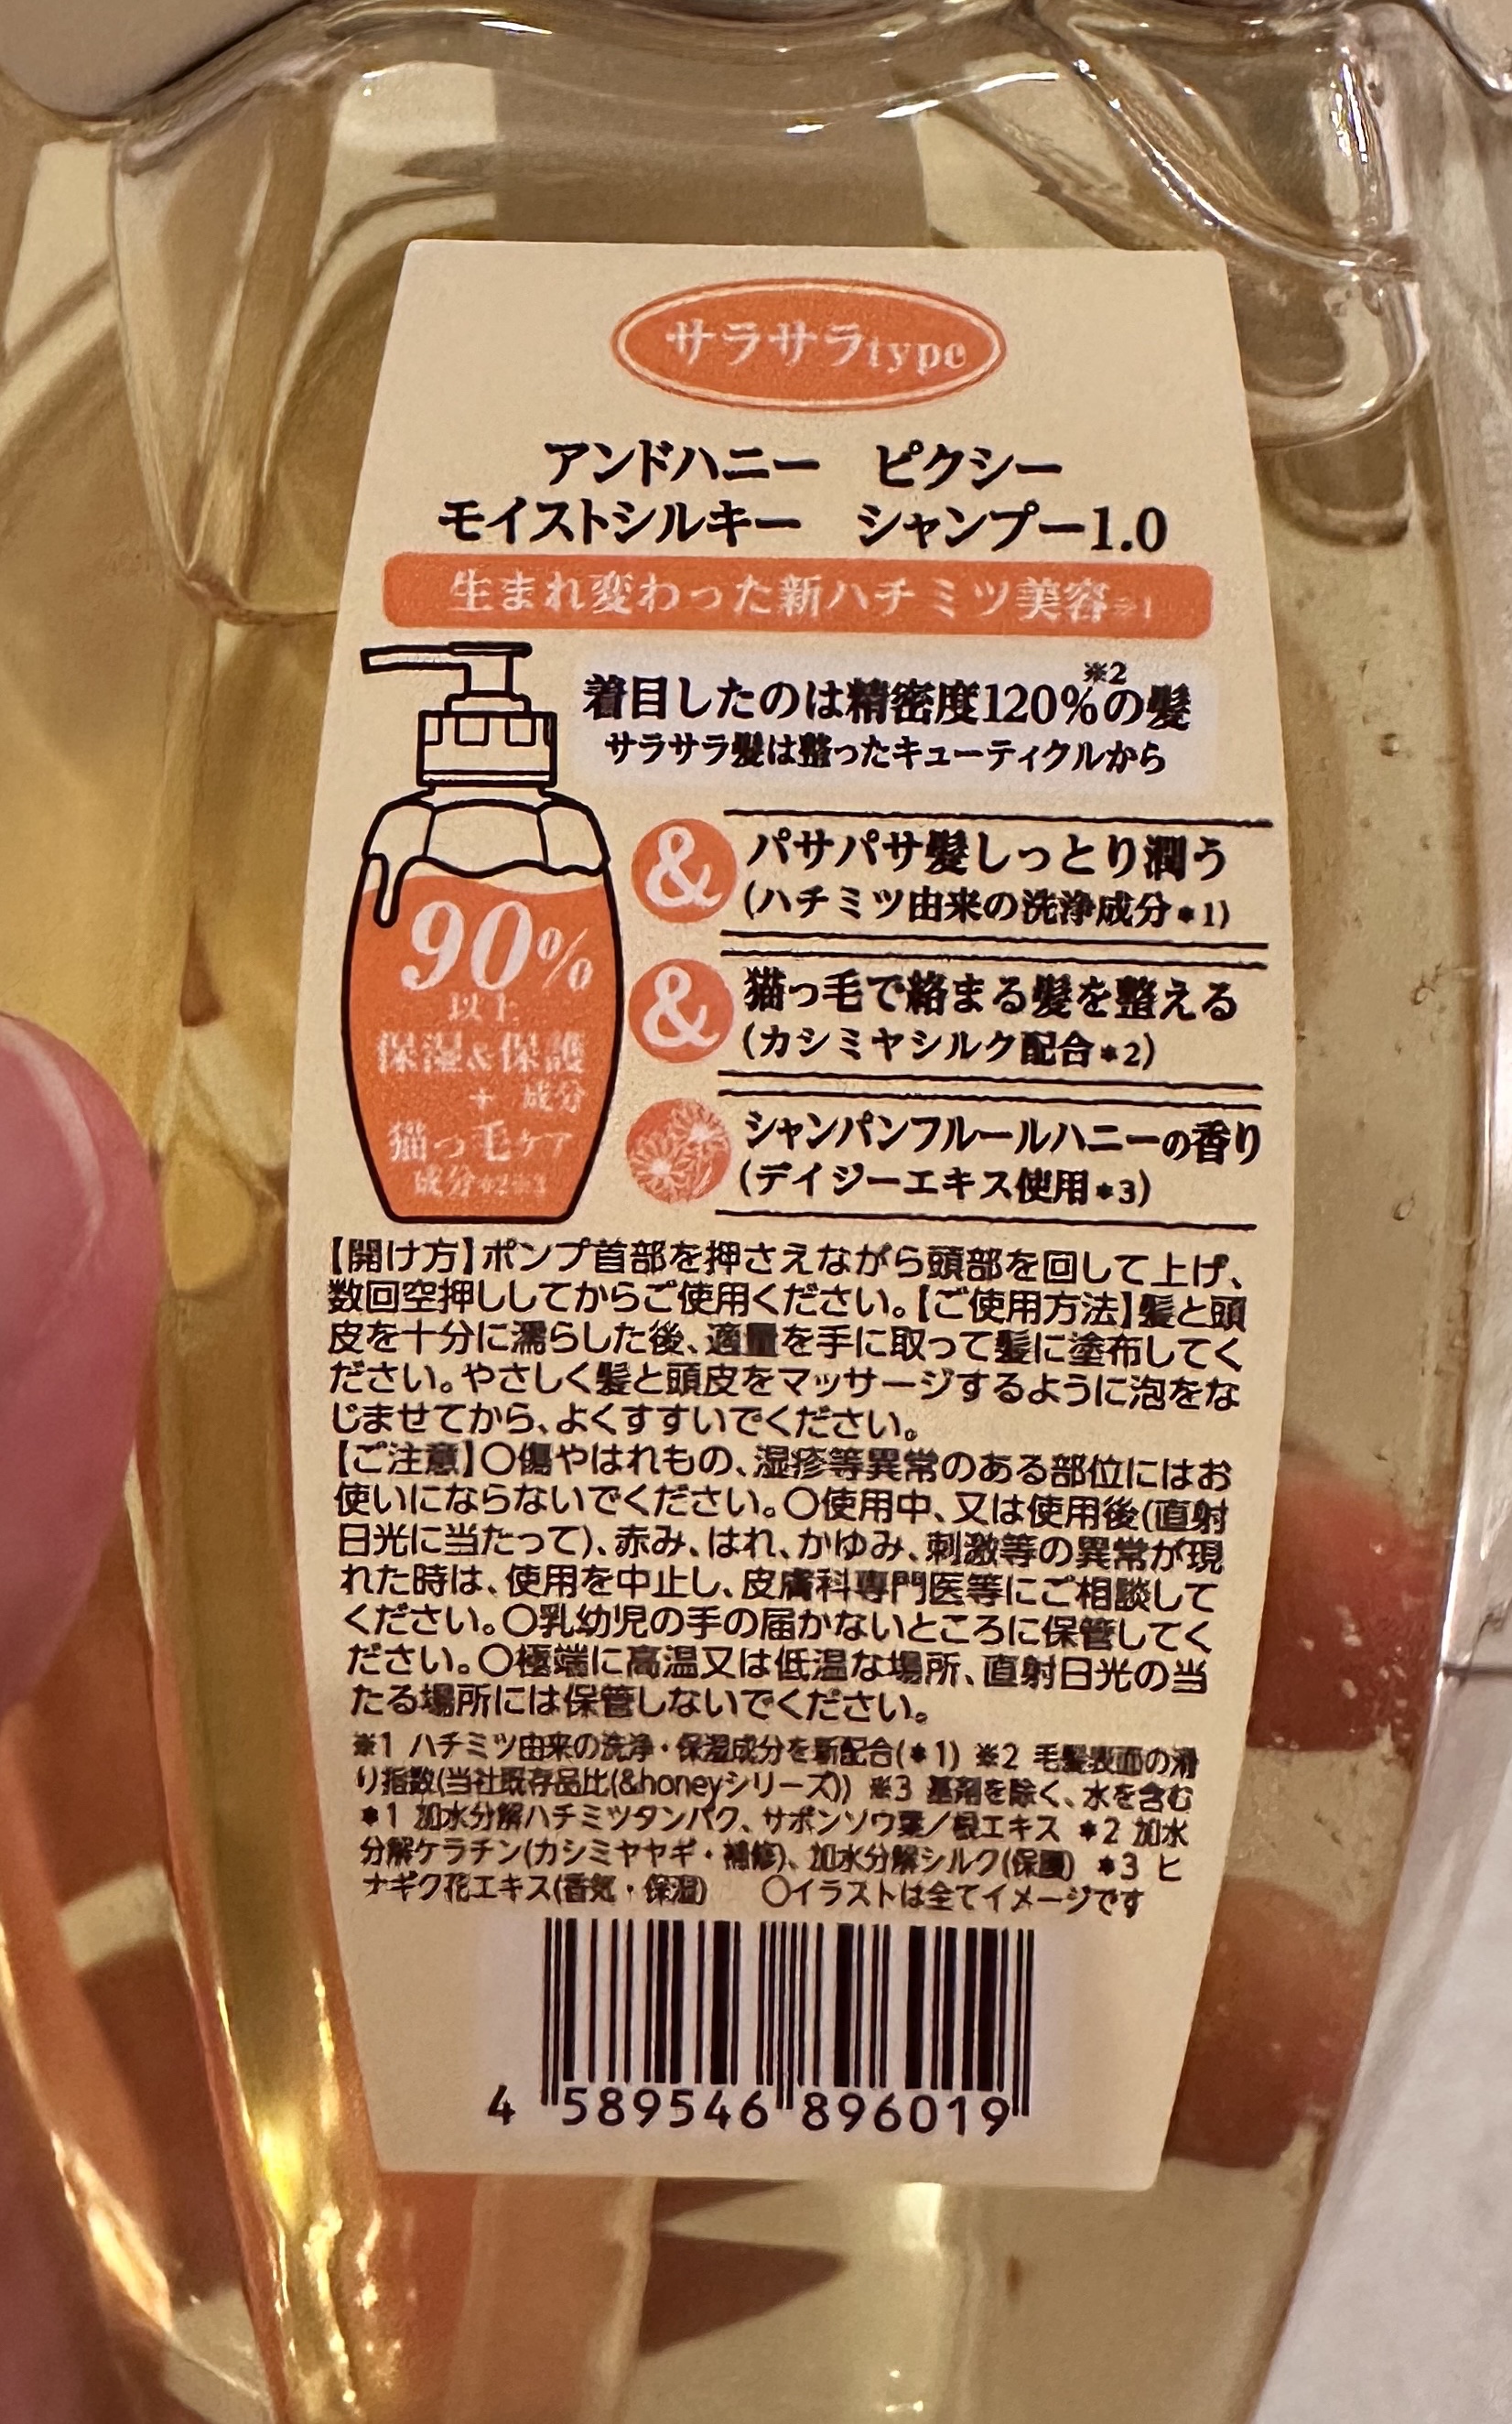 サラサラtype
アンドハニー ピクシー
モイストシルキー シャンプー1.0
生まれ変わった新ハチミツ美容※1
着目したのは精密度120%※2の髪
サラサラ髪は整ったキューティクルから
90%
以上
保湿&保護
+ 成分
猫っ毛ケア
成分※2※3
& パサパサ髪しっとり潤う
(ハチミツ由来の洗浄成分*1)
& 猫っ毛で絡まる髪を整える
(カシミヤシルク配合*2)
シャンパンフルールハニーの香り
(デイジーエキス使用*3)
【開け方】ポンプ首部を押さえながら頭部を回して上げ、
数回空押ししてからご使用ください。【ご使用方法】髪と頭
皮を十分に濡らした後、適量を手に取って髪に塗布してく
ださい。やさしく髪と頭皮をマッサージするように泡をな
じませてから、よくすすいでください。
【ご注意】〇傷やはれもの、湿疹等異常のある部位にはお
使いにならないでください。〇使用中、又は使用後(直射
日光に当たって)、赤み、はれ、かゆみ、刺激等の異常が現
れた時は、使用を中止し、皮膚科専門医等にご相談して
ください。〇乳幼児の手の届かないところに保管してく
ださい。〇極端に高温又は低温な場所、直射日光の当
たる場所には保管しないでください。
※1 ハチミツ由来の洗浄・保湿成分を新配合(*1) ※2 毛髪表面の滑
り指数(当社既存品比(&honeyシリーズ)) ※3 基剤を除く、水を含む
*1 加水分解ハチミツタンパク、サボンソウ葉/根エキス *2 加水
分解ケラチン(カシミヤヤギ・補修)、加水分解シルク(保護) *3 ヒ
ナギク花エキス(香気・保湿) 〇イラストは全てイメージです
4 589546 896019